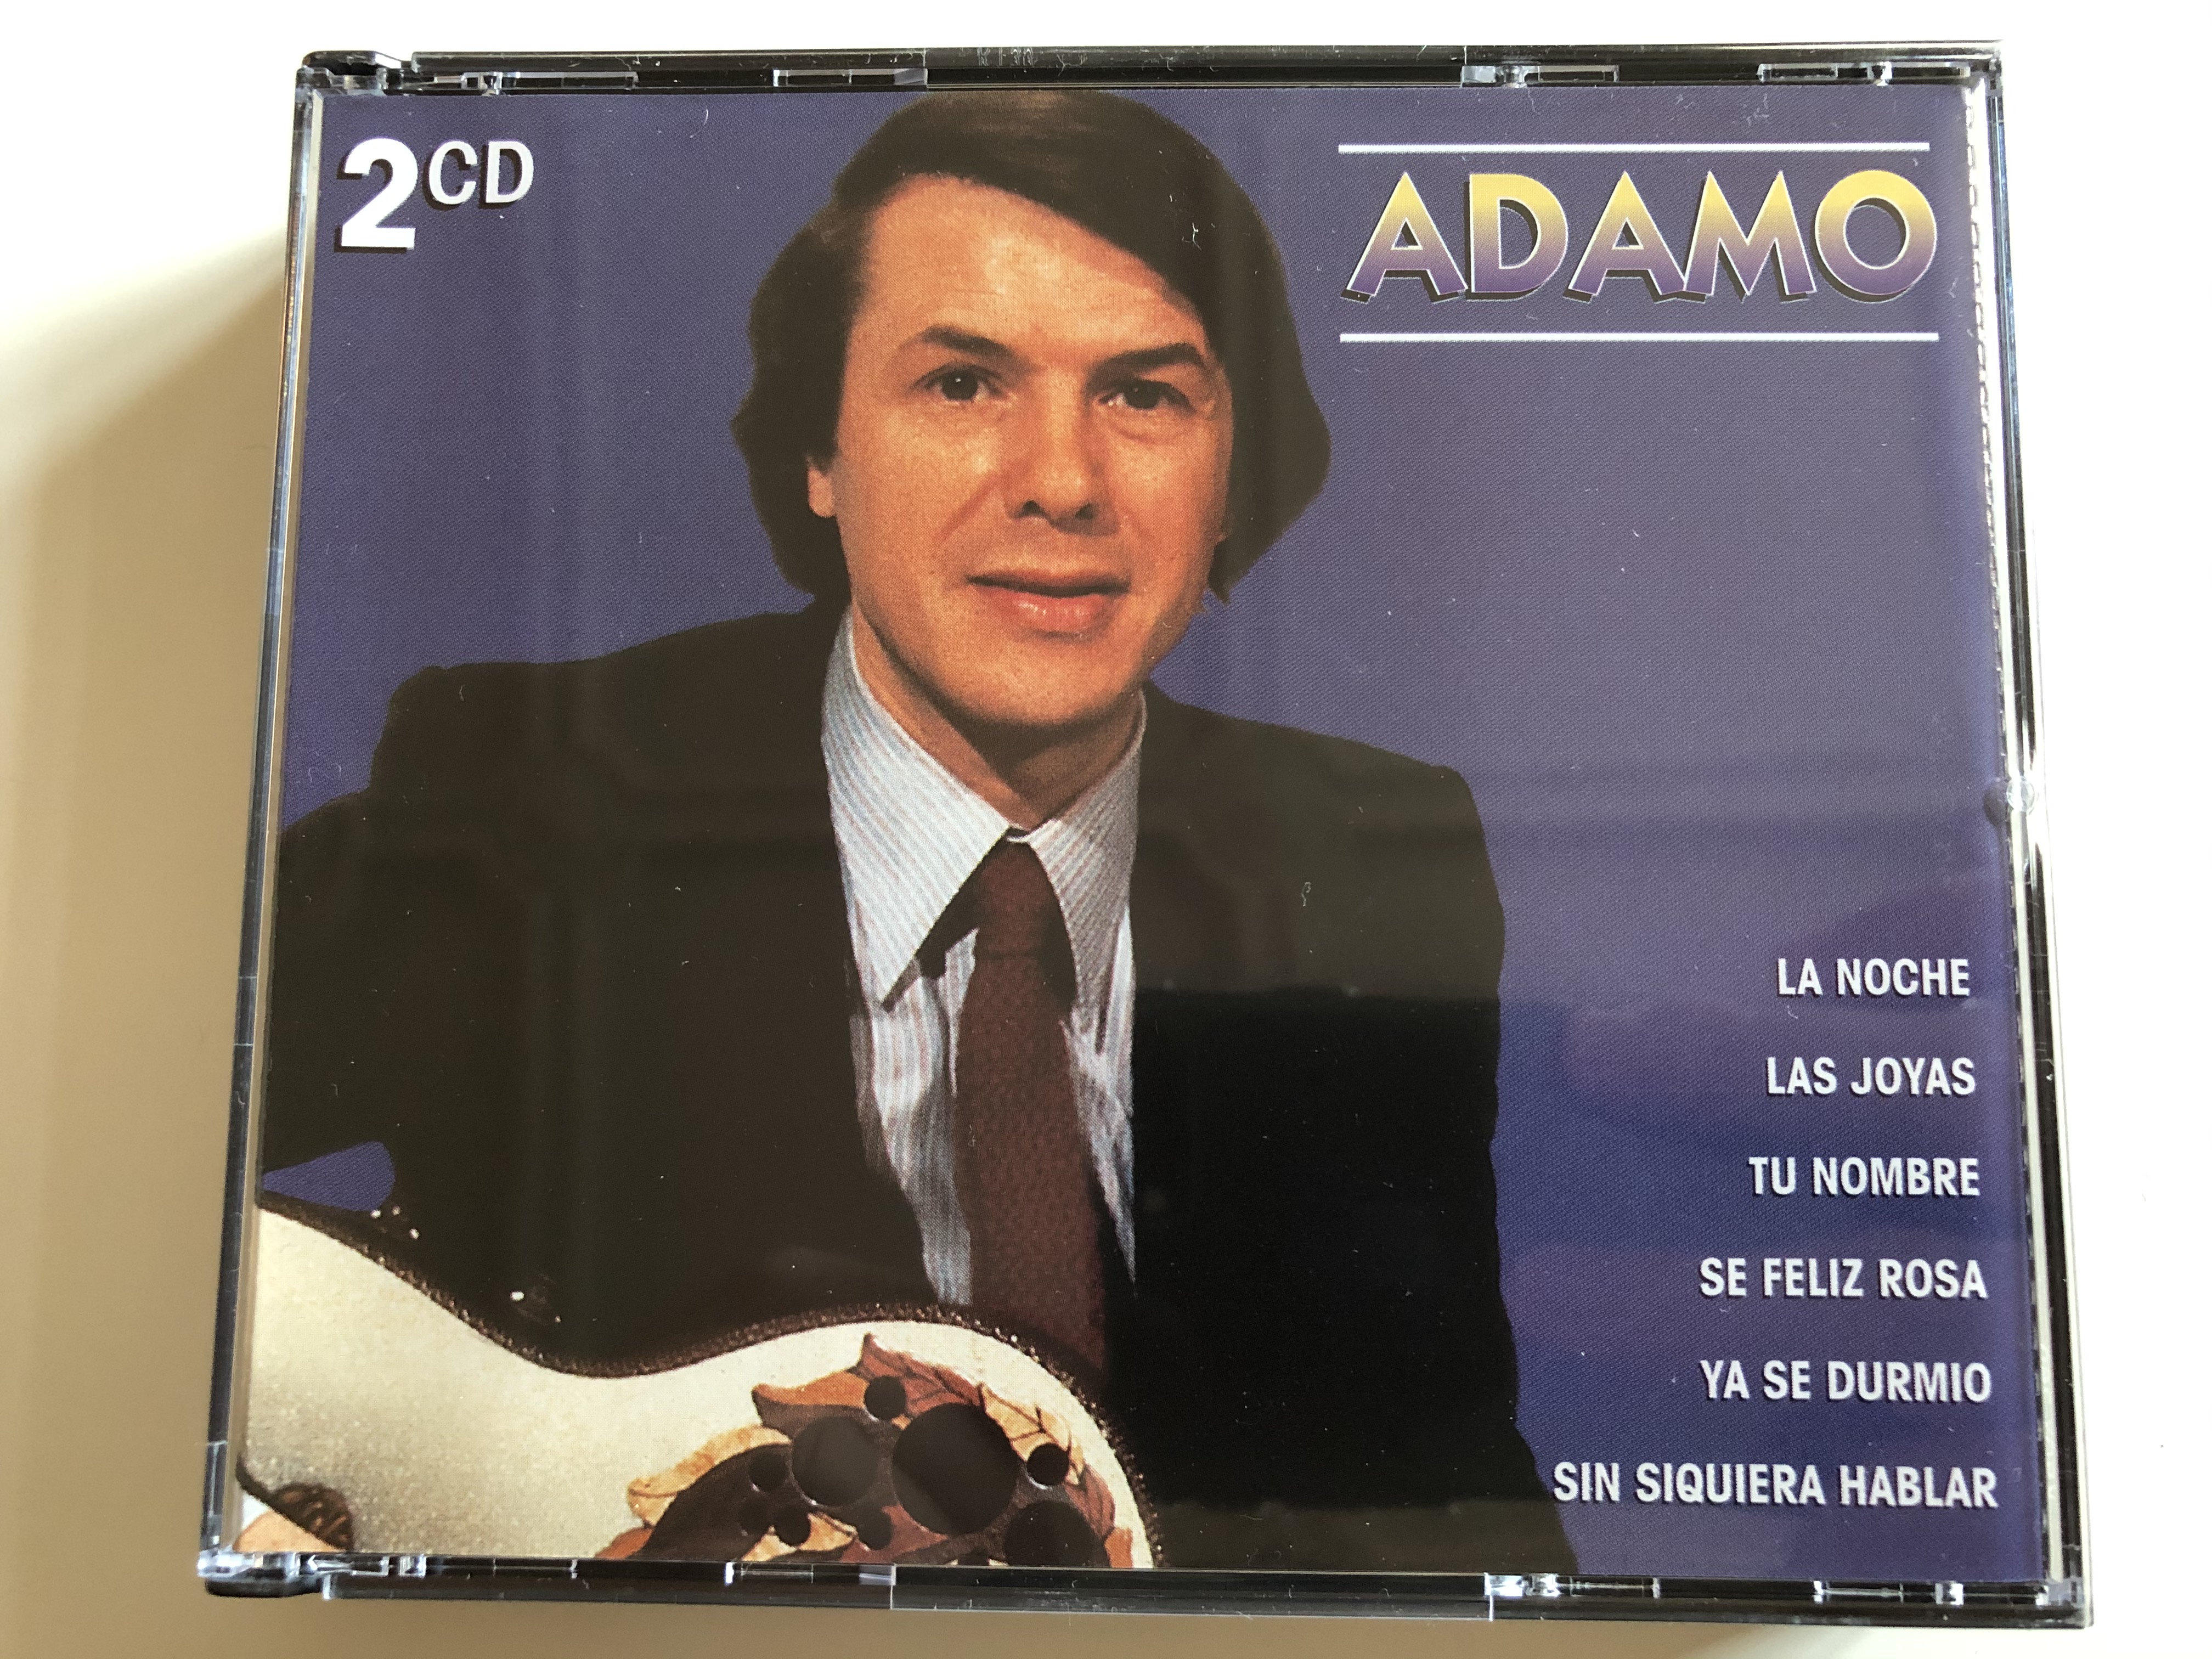 2CD
ADAMO
LA NOCHE
LAS JOYAS
TU NOMBRE
SE FELIZ ROSA
YA SE DURMIO
SIN SIQUIERA HABLAR